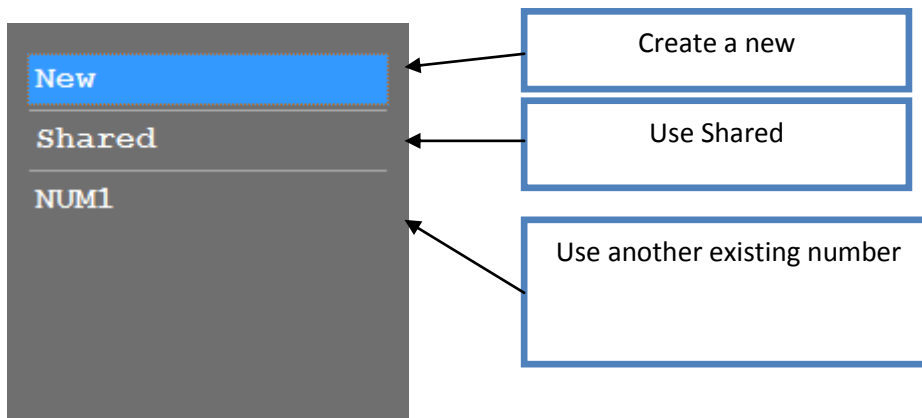 New
Create a new
Shared
Use Shared
NUM1
Use another existing number